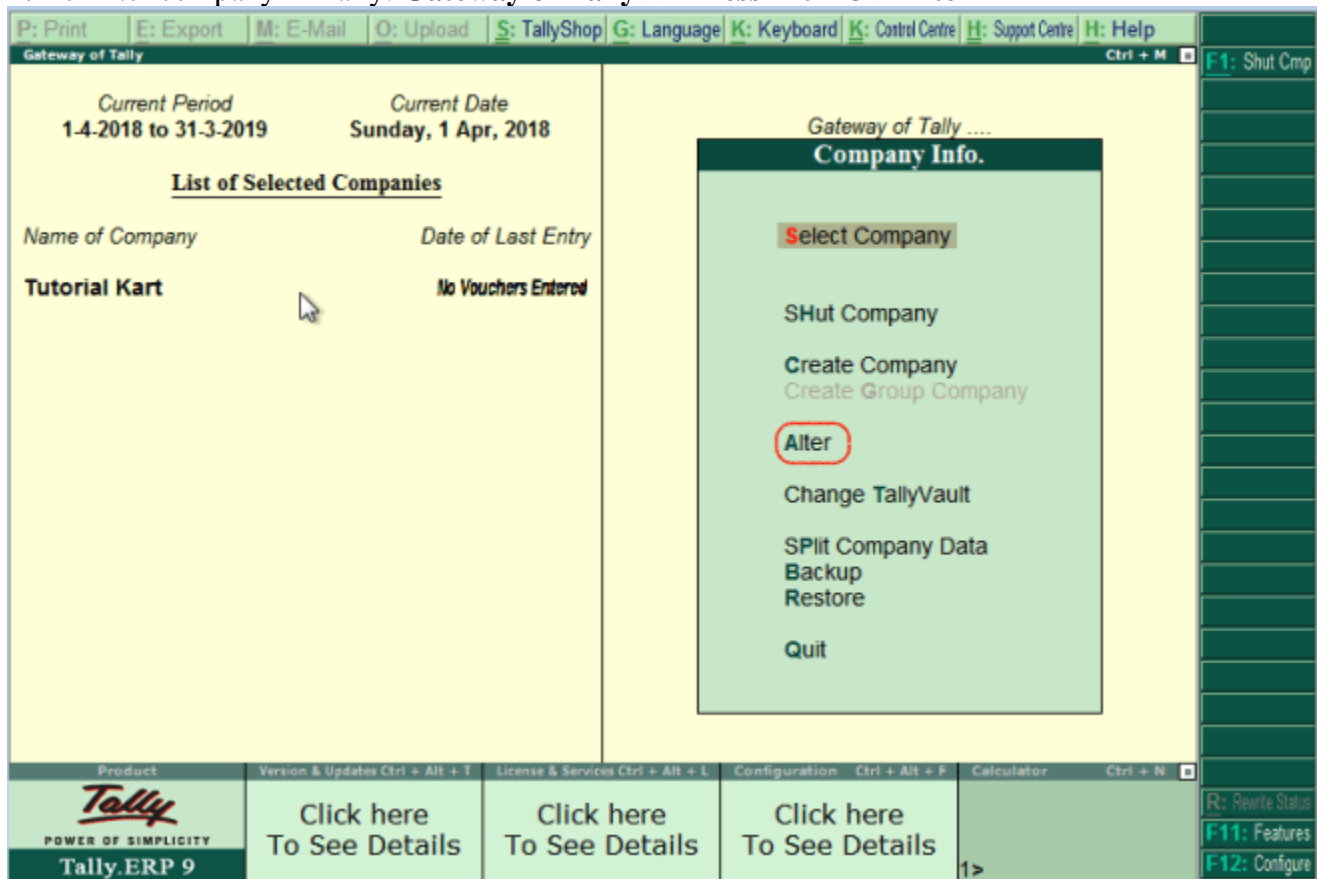 P: Print E: Export M: E-Mail O: Upload S: TallyShop G: Language K: Keyboard K: Control Centre H: Support Centre H: Help
Gateway of Tally Ctrl + M
F1: Shut Cmp
Current Period Current Date
1-4-2018 to 31-3-2019 Sunday, 1 Apr, 2018
List of Selected Companies
Name of Company Date of Last Entry
Tutorial Kart No Vouchers Entered
Gateway of Tally ....
Company Info.
Select Company
SHut Company
Create Company
Create Group Company
Alter
Change TallyVault
SPlit Company Data
Backup
Restore
Quit
Product Version & Updates Ctrl + Alt + T License & Services Ctrl + Alt + L Configuration Ctrl + Alt + F Calculator Ctrl + N
Tally
POWER OF SIMPLICITY
Tally.ERP 9
Click here
To See Details
Click here
To See Details
Click here
To See Details
1>
R: Rewrite Status
F11: Features
F12: Configure